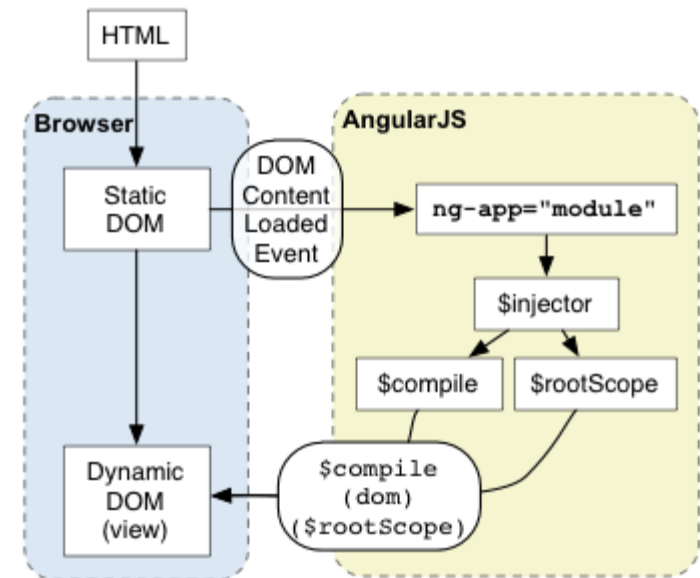 HTML
Browser
AngularJS
DOM
Content
Loaded
Event
Static
DOM
ng-app="module"
$injector
$compile
$rootScope
Dynamic
DOM
(view)
$compile
(dom)
($rootScope)